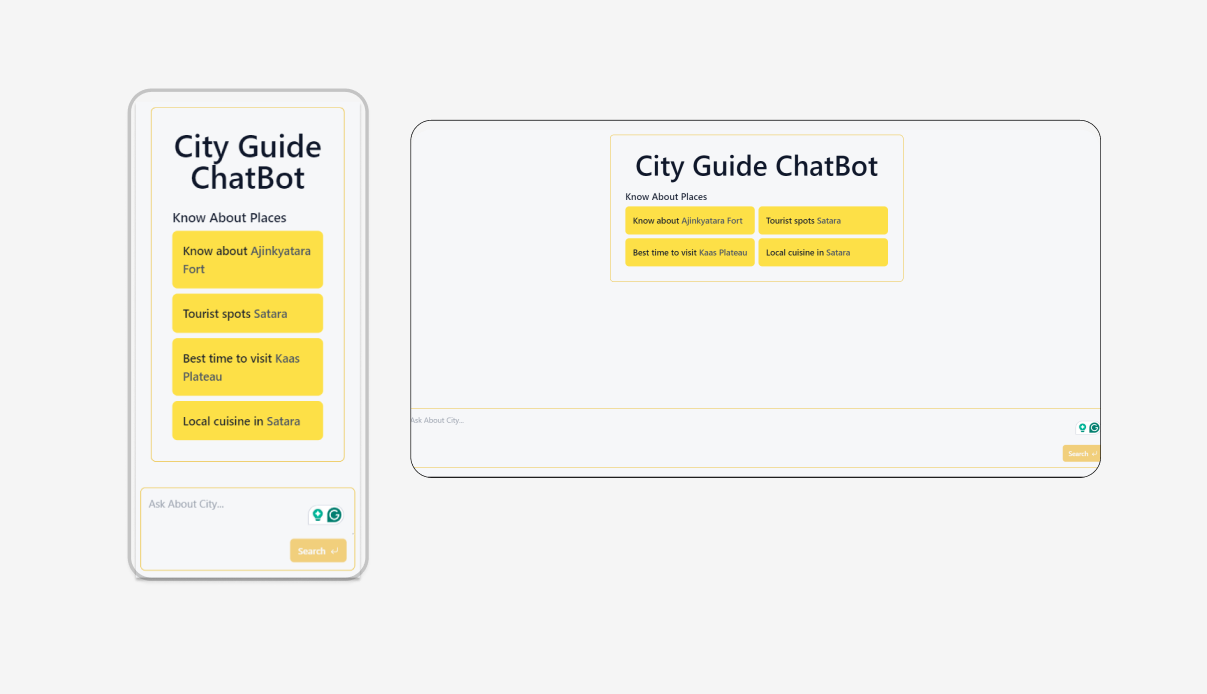 City Guide
ChatBot
Know About Places
Know about Ajinkyatara
Fort
Tourist spots Satara
Best time to visit Kaas
Plateau
Local cuisine in Satara
Ask About City...
Search
City Guide ChatBot
Know About Places
Know about Ajinkyatara Fort
Tourist spots Satara
Best time to visit Kaas Plateau
Local cuisine in Satara
Ask About City...
Search